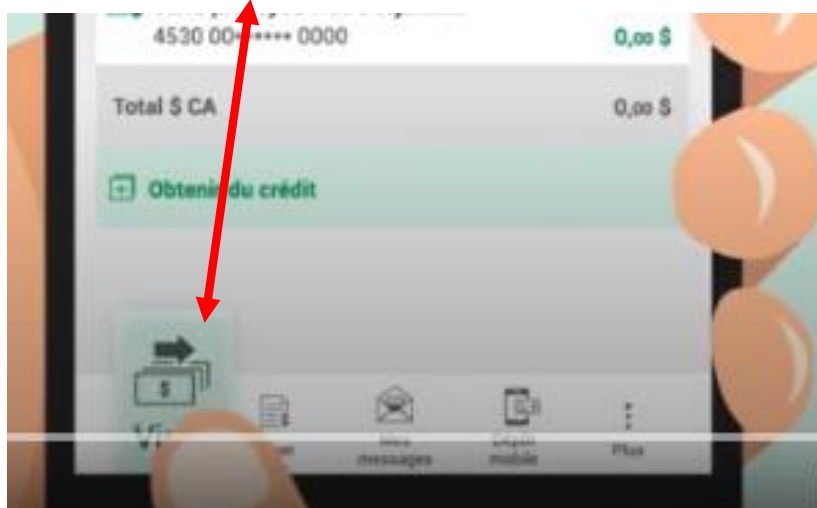 4530 00•• •••• 0000
0,00 $
Total $ CA
0,00 $
Obtenir du crédit
$
Mes
messages
Dépôt
mobile
Plus